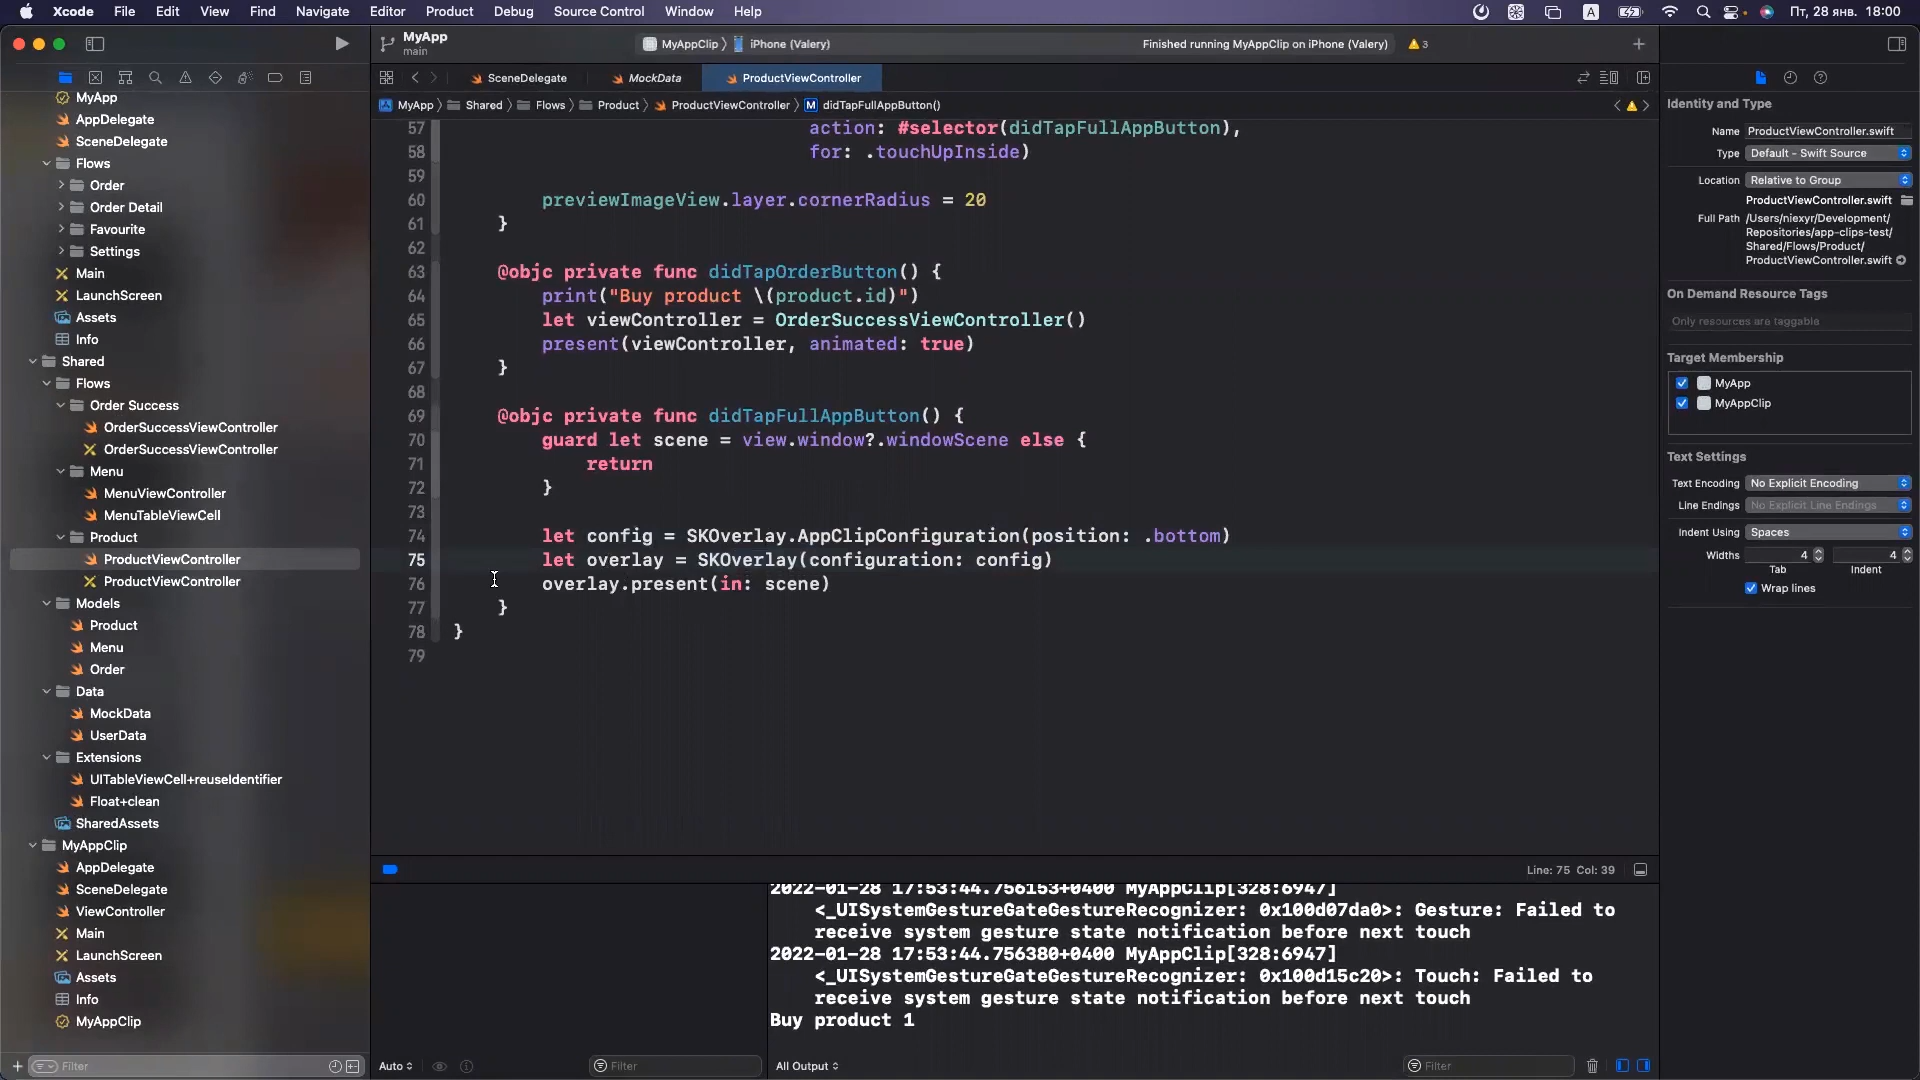 Xcode File Edit View Find Navigate Editor Product Debug Source Control Window Help
A
Пт, 28 янв. 18:00
MyApp
main
MyAppClip
iPhone (Valery)
Finished running MyAppClip on iPhone (Valery)
3
SceneDelegate
MockData
ProductViewController
MyApp
Shared
Flows
Product
ProductViewController
M didTapFullAppButton()
MyApp
AppDelegate
SceneDelegate
Flows
Order
Order Detail
Favourite
Settings
Main
LaunchScreen
Assets
Info
Shared
Flows
Order Success
OrderSuccessViewController
OrderSuccessViewController
Menu
MenuViewController
MenuTableViewCell
Product
ProductViewController
ProductViewController
Models
Product
Menu
Order
Data
MockData
UserData
Extensions
UITableViewCell+reuseIdentifier
Float+clean
SharedAssets
MyAppClip
AppDelegate
SceneDelegate
ViewController
Main
LaunchScreen
Assets
Info
MyAppClip
Filter
57 action: #selector(didTapFullAppButton),
58 for: .touchUpInside)
59
60 previewImageView.layer.cornerRadius = 20
61 }
62
63 @objc private func didTapOrderButton() {
64 print("Buy product \(product.id)")
65 let viewController = OrderSuccessViewController()
66 present(viewController, animated: true)
67 }
68
69 @objc private func didTapFullAppButton() {
70 guard let scene = view.window?.windowScene else {
71 return
72 }
73
74 let config = SKOverlay.AppClipConfiguration(position: .bottom)
75 let overlay = SKOverlay(configuration: config)
76 overlay.present(in: scene)
77 }
78 }
79
Line: 75 Col: 39
2022-01-28 17:53:44.756153+0400 MyAppClip[328:6947]
<_UISystemGestureGateGestureRecognizer: 0x100d07da0>: Gesture: Failed to
receive system gesture state notification before next touch
2022-01-28 17:53:44.756380+0400 MyAppClip[328:6947]
<_UISystemGestureGateGestureRecognizer: 0x100d15c20>: Touch: Failed to
receive system gesture state notification before next touch
Buy product 1
Auto
Filter
All Output
Filter
Identity and Type
Name ProductViewController.swift
Type Default - Swift Source
Location Relative to Group
ProductViewController.swift
Full Path /Users/niexyr/Development/
Repositories/app-clips-test/
Shared/Flows/Product/
ProductViewController.swift
On Demand Resource Tags
Only resources are taggable
Target Membership
MyApp
MyAppClip
Text Settings
Text Encoding No Explicit Encoding
Line Endings No Explicit Line Endings
Indent Using Spaces
Widths 4 4
Tab Indent
Wrap lines